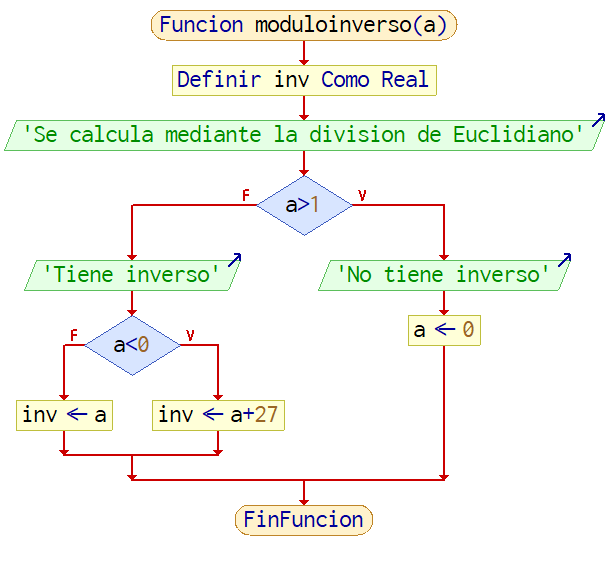 Funcion moduloinverso(a)
Definir inv Como Real
'Se calcula mediante la division de Euclidiano'
F
a>1
V
'Tiene inverso'
'No tiene inverso'
F
a<0
V
a ← 0
inv ← a
inv ← a+27
FinFuncion